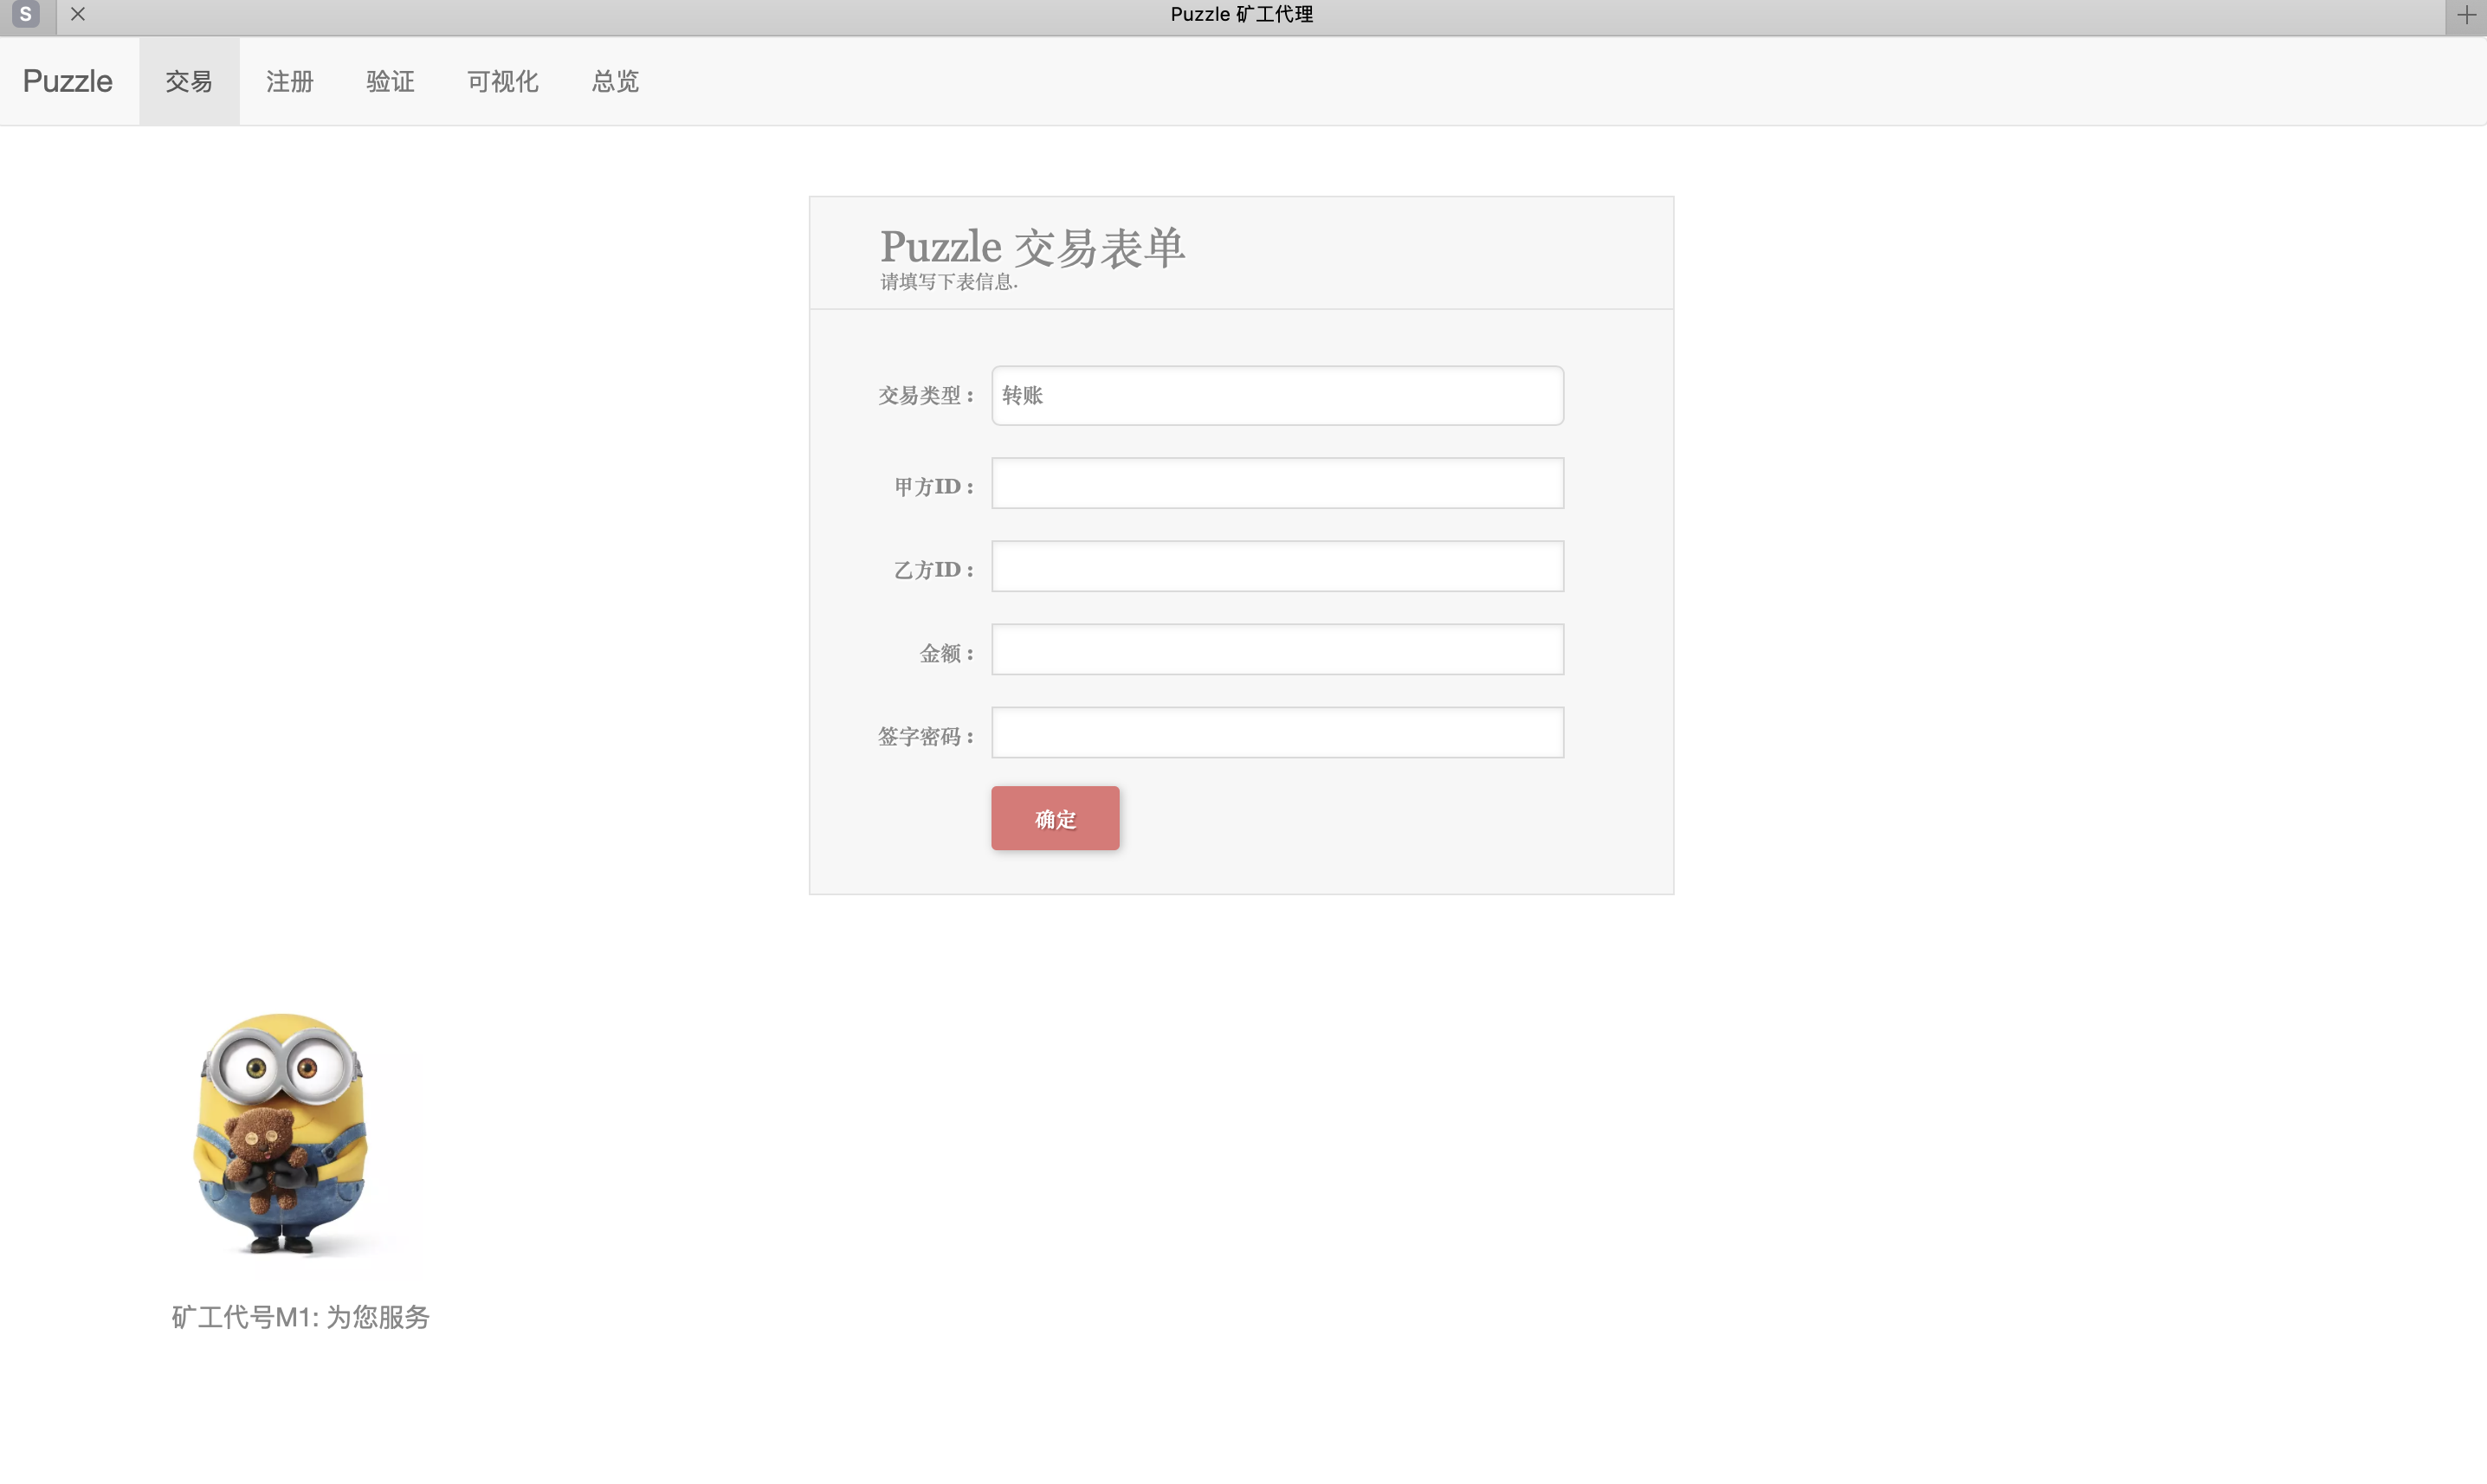 S
Puzzle 矿工代理
Puzzle 交易 注册 验证 可视化 总览
Puzzle 交易表单
请填写下表信息.
交易类型： 转账
甲方ID：
乙方ID：
金额：
签字密码：
确定
矿工代号M1: 为您服务